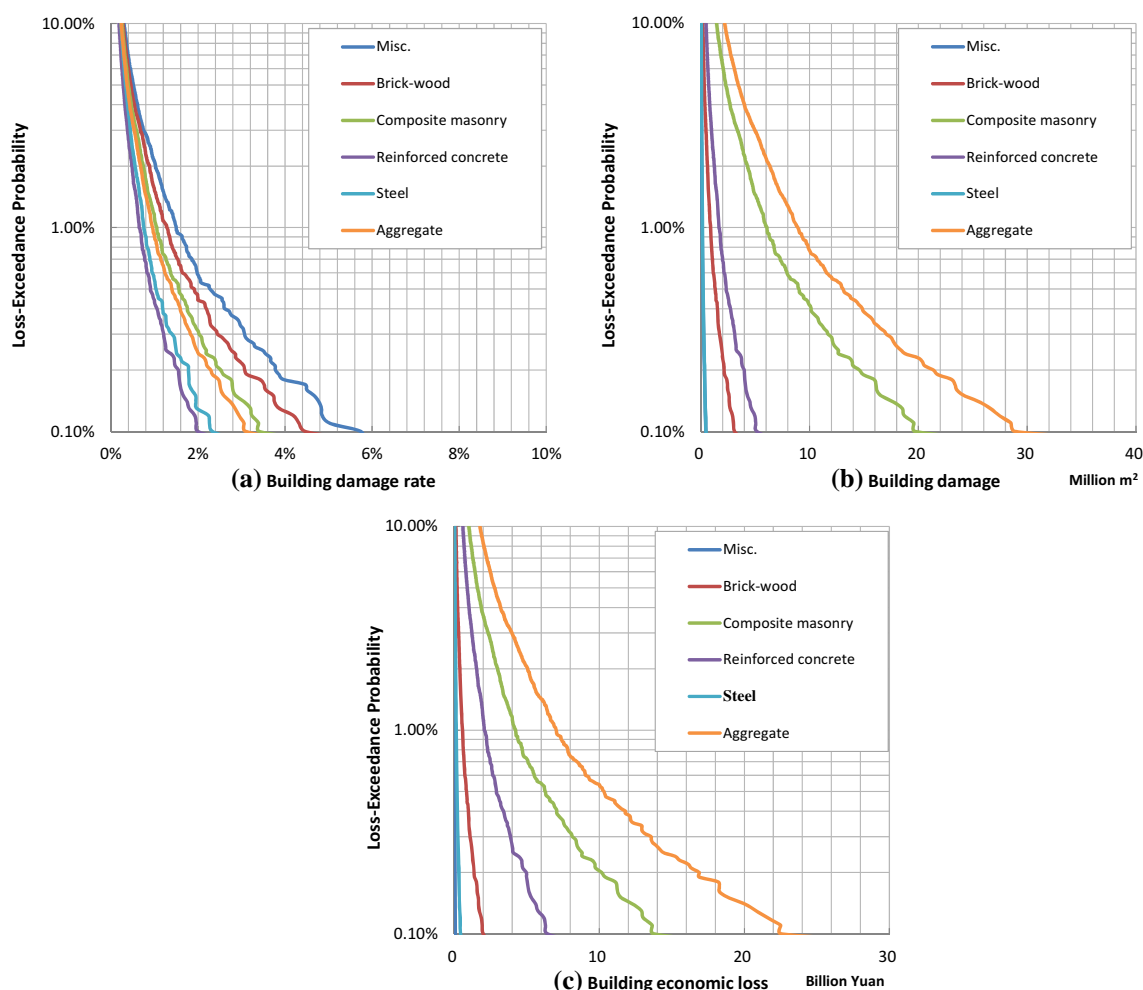 10.00%
1.00%
0.10%
Loss-Exceedance Probability
Misc.
Brick-wood
Composite masonry
Reinforced concrete
Steel
Aggregate
0% 2% 4% 6% 8% 10%
(a) Building damage rate
10.00%
1.00%
0.10%
Loss-Exceedance Probability
Misc.
Brick-wood
Composite masonry
Reinforced concrete
Steel
Aggregate
0 10 20 30 40
(b) Building damage Million m²
10.00%
1.00%
0.10%
Loss-Exceedance Probability
Misc.
Brick-wood
Composite masonry
Reinforced concrete
Steel
Aggregate
0 10 20 30
(c) Building economic loss Billion Yuan